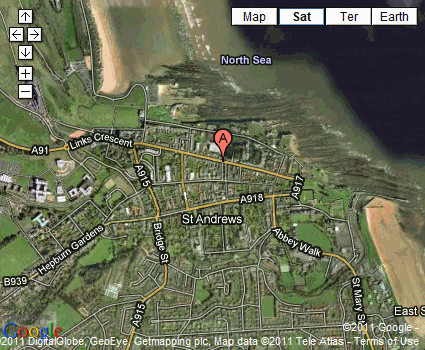 Map Sat Ter Earth
North Sea
A91
Links Crescent
A
A915
A917
A918
St Andrews
Hepburn Gardens
Bridge St
Abbey Walk
B939
St Mary S
A915
East S
Google
©2011 Google -
2011 DigitalGlobe, GeoEye, Getmapping plc, Map data ©2011 Tele Atlas - Terms of Use